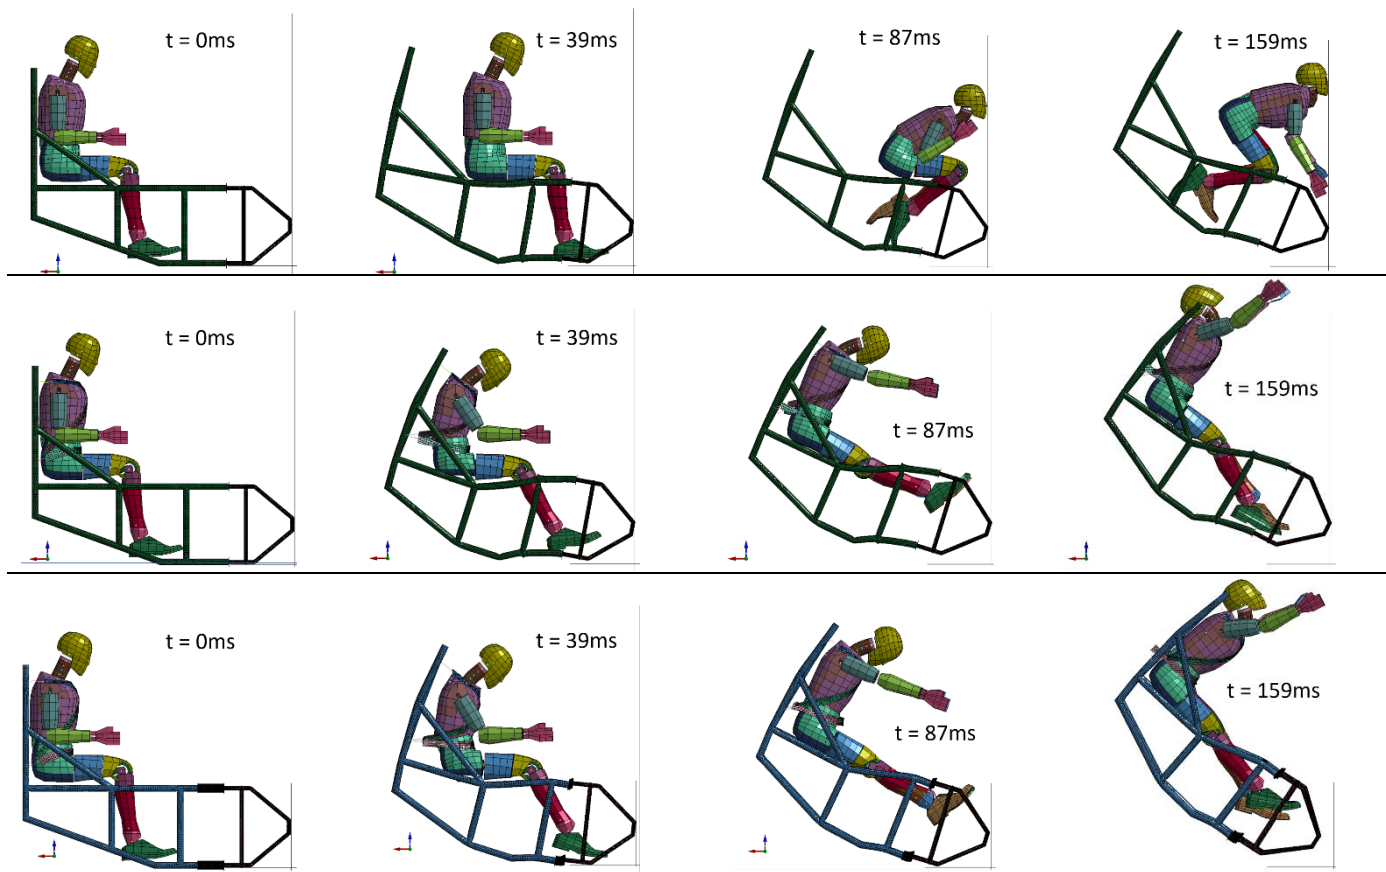 t = 0ms
t = 39ms
t = 87ms
t = 159ms
t = 0ms
t = 39ms
t = 87ms
t = 159ms
t = 0ms
t = 39ms
t = 87ms
t = 159ms